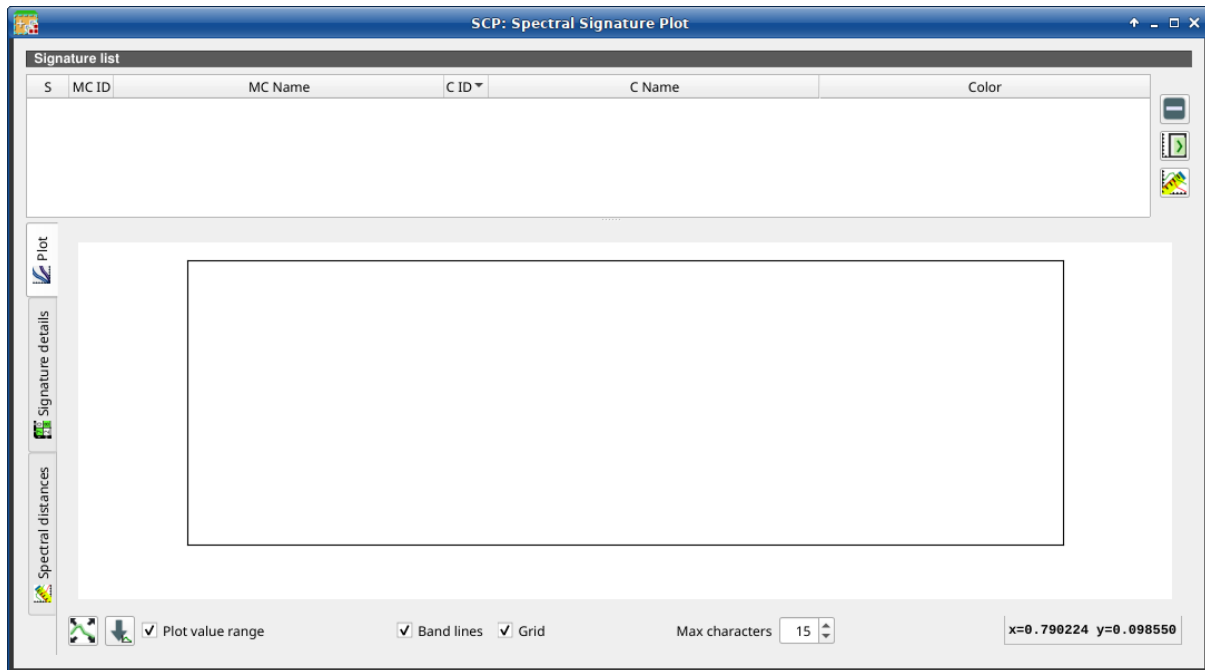 SCP: Spectral Signature Plot
Signature list
S MC ID MC Name C ID C Name Color
Plot
Signature details
Spectral distances
Plot value range Band lines Grid Max characters 15 x=0.790224 y=0.098550